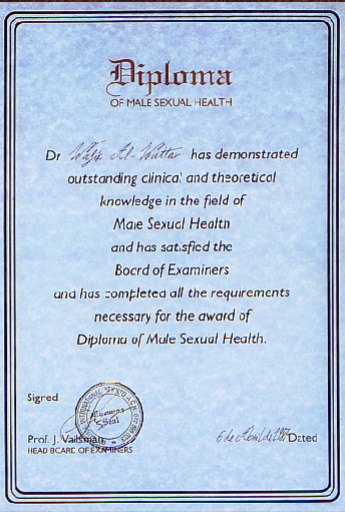 Diploma
OF MALE SEXUAL HEALTH
Dr Al- has demonstrated
outstanding clinical and theoretical
knowledge in the field of
Male Sexual Health
and has satisfied the
Board of Examiners
and has completed all the requirements
necessary for the award of
Diploma of Male Sexual Health.
Signed
Prof. J.
HEAD BOARD OF EXAMINERS
Dated